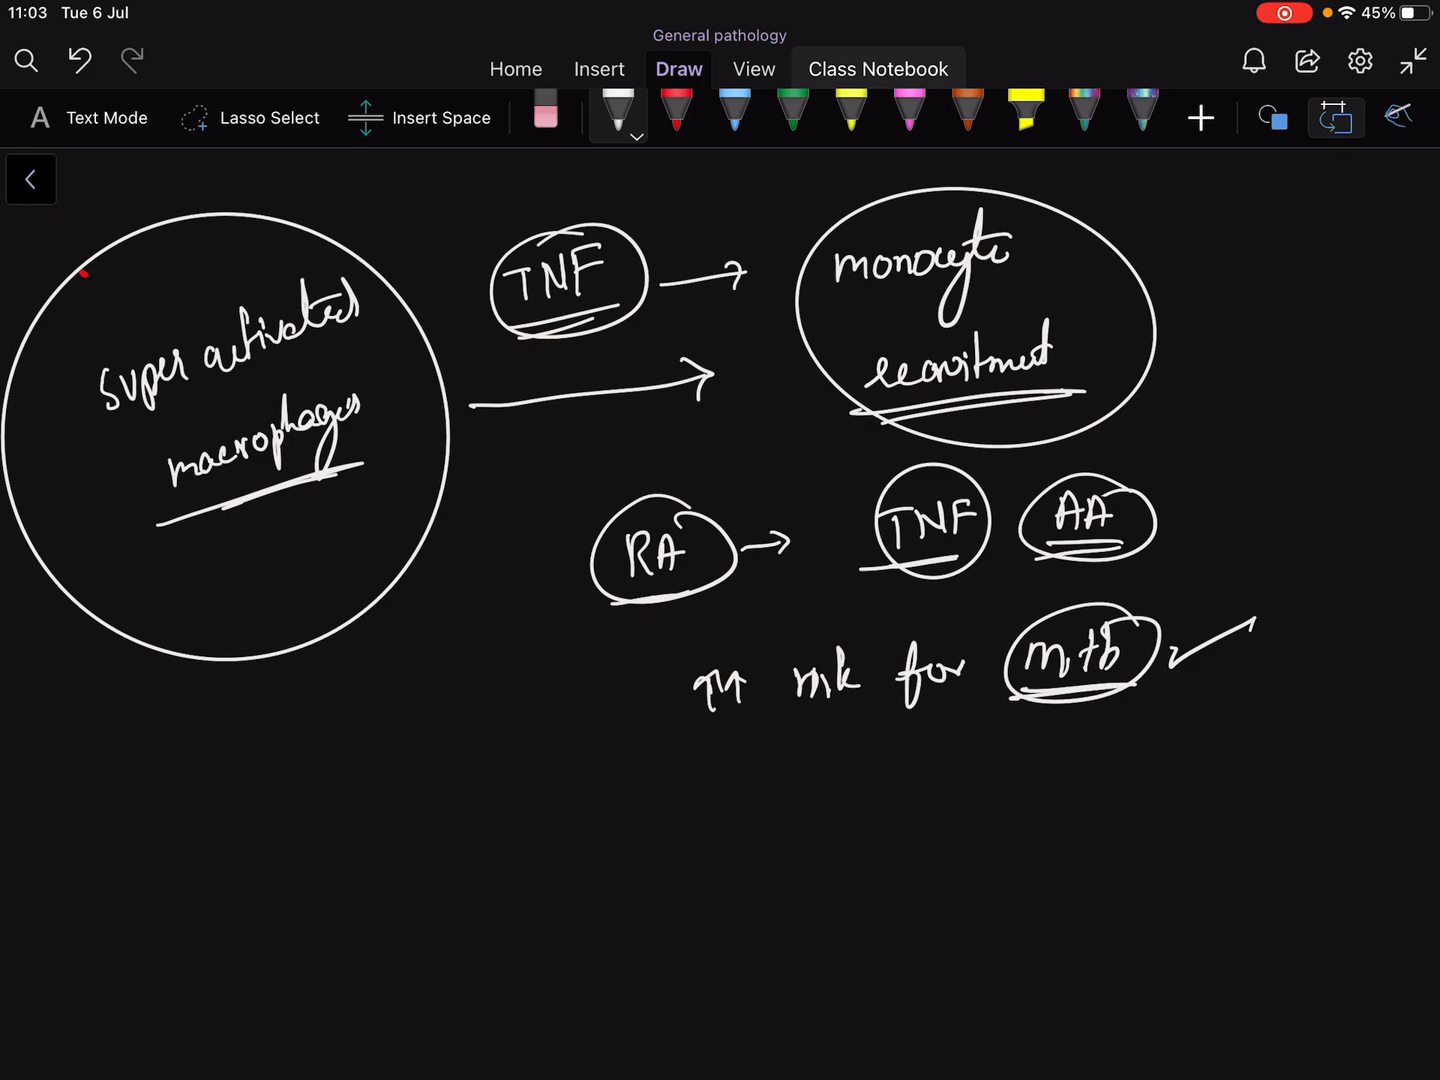 11:03 Tue 6 Jul
45%
General pathology
Home Insert Draw View Class Notebook
A Text Mode Lasso Select Insert Space
TNF
monocyte
recruitment
super activated
macrophages
RA
TNF AA
↑↑ risk for mtb ✓